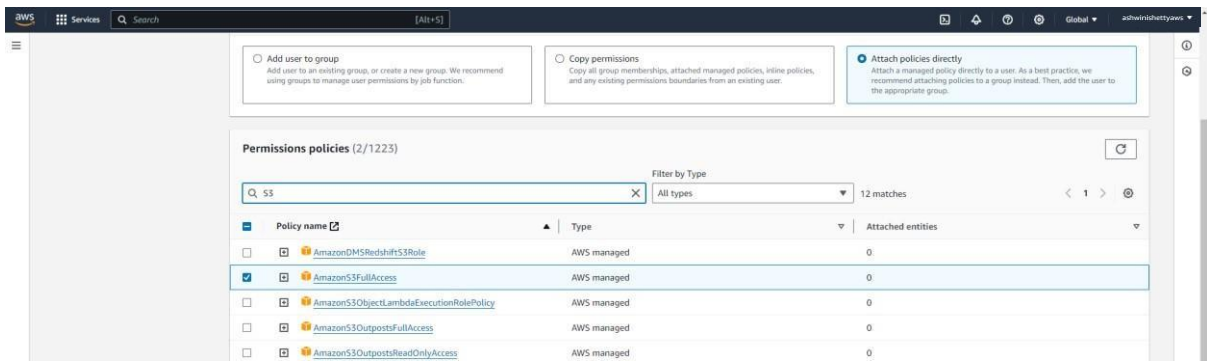 aws Services Search [Alt+S] Global ashwinishettyaws
Add user to group
Add user to an existing group, or create a new group. We recommend
using groups to manage user permissions by job function.
Copy permissions
Copy all group memberships, attached managed policies, inline policies,
and any existing permissions boundaries from an existing user.
Attach policies directly
Attach a managed policy directly to a user. As a best practice, we
recommend attaching policies to a group instead. Then, add the user to
the appropriate group.
Permissions policies (2/1223)
Filter by Type
S3 All types 12 matches 1
Policy name Type Attached entities
AmazonDMSRedshiftS3Role AWS managed 0
AmazonS3FullAccess AWS managed 0
AmazonS3ObjectLambdaExecutionRolePolicy AWS managed 0
AmazonS3OutpostsFullAccess AWS managed 0
AmazonS3OutpostsReadOnlyAccess AWS managed 0